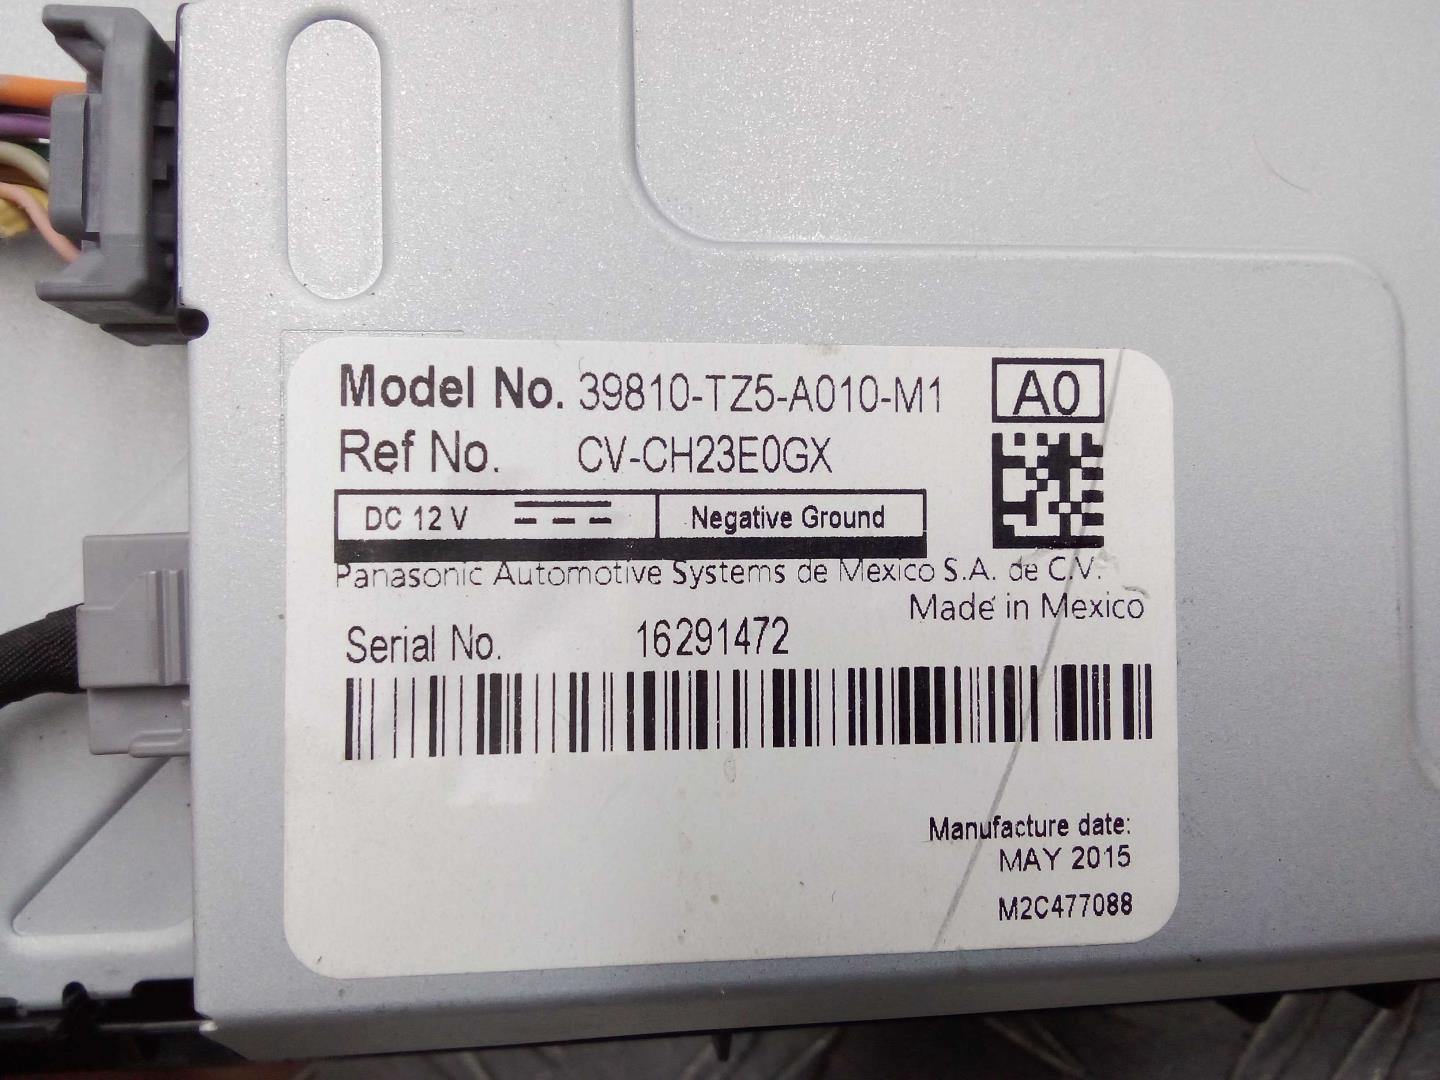 Model No. 39810-TZ5-A010-M1
A0
Ref No. CV-CH23E0GX
DC 12 V Negative Ground
Panasonic Automotive Systems de Mexico S.A. de C.V.
Made in Mexico
Serial No. 16291472
Manufacture date:
MAY 2015
M2C477088